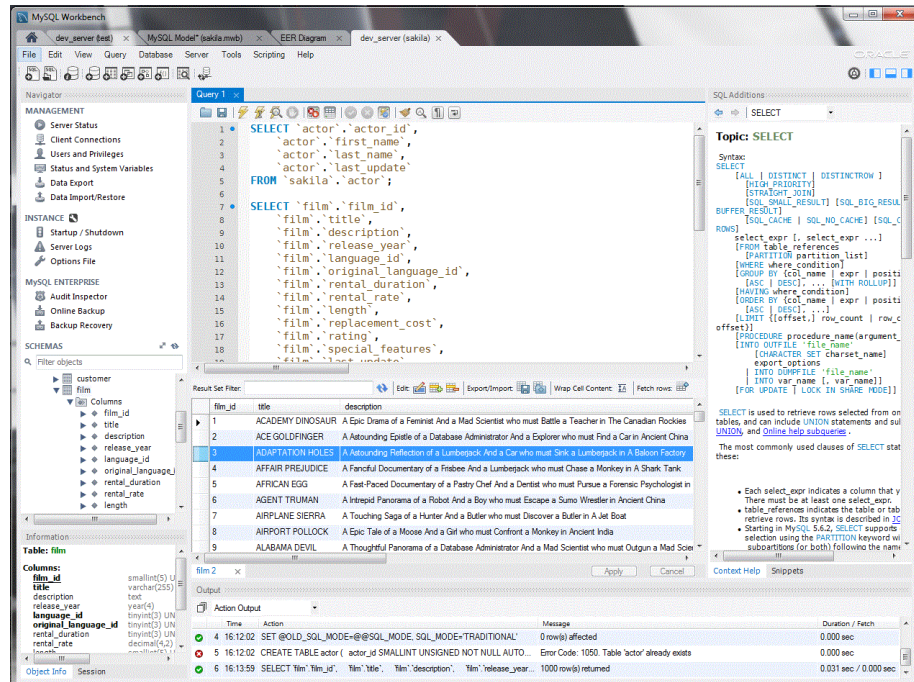 MySQL Workbench
dev_server (test) × MySQL Model* (sakila.mwb) × EER Diagram × dev_server (sakila) ×
File Edit View Query Database Server Tools Scripting Help
ORACLE
Navigator
MANAGEMENT
Server Status
Client Connections
Users and Privileges
Status and System Variables
Data Export
Data Import/Restore
INSTANCE
Startup / Shutdown
Server Logs
Options File
MySQL ENTERPRISE
Audit Inspector
Online Backup
Backup Recovery
SCHEMAS
Filter objects
customer
film
Columns
film_id
title
description
release_year
language_id
original_language_i
rental_duration
rental_rate
length
Information
Table: film
Columns:
film_id smallint(5) U
title varchar(255)
description text
release_year year(4)
language_id tinyint(3) UN
original_language_id tinyint(3) UN
rental_duration tinyint(3) UN
rental_rate decimal(4,2)
Object Info Session
Query 1 ×
1 SELECT `actor`.`actor_id`,
2 `actor`.`first_name`,
3 `actor`.`last_name`,
4 `actor`.`last_update`
5 FROM `sakila`.`actor`;
6
7 SELECT `film`.`film_id`,
8 `film`.`title`,
9 `film`.`description`,
10 `film`.`release_year`,
11 `film`.`language_id`,
12 `film`.`original_language_id`,
13 `film`.`rental_duration`,
14 `film`.`rental_rate`,
15 `film`.`length`,
16 `film`.`replacement_cost`,
17 `film`.`rating`,
18 `film`.`special_features`,
19 `film`.`last_update`
Result Set Filter: Edit: Export/Import: Wrap Cell Content: Fetch rows:
film_id title description
1 ACADEMY DINOSAUR A Epic Drama of a Feminist And a Mad Scientist who must Battle a Teacher in The Canadian Rockies
2 ACE GOLDFINGER A Astounding Epistle of a Database Administrator And a Explorer who must Find a Car in Ancient China
3 ADAPTATION HOLES A Astounding Reflection of a Lumberjack And a Car who must Sink a Lumberjack in A Baloon Factory
4 AFFAIR PREJUDICE A Fanciful Documentary of a Frisbee And a Lumberjack who must Chase a Monkey in A Shark Tank
5 AFRICAN EGG A Fast-Paced Documentary of a Pastry Chef And a Dentist who must Pursue a Forensic Psychologist in
6 AGENT TRUMAN A Intrepid Panorama of a Robot And a Boy who must Escape a Sumo Wrestler in Ancient China
7 AIRPLANE SIERRA A Touching Saga of a Hunter And a Butler who must Discover a Butler in A Jet Boat
8 AIRPORT POLLOCK A Epic Tale of a Moose And a Girl who must Confront a Monkey in Ancient India
9 ALABAMA DEVIL A Thoughtful Panorama of a Database Administrator And a Mad Scientist who must Outgun a Mad Scie
film 2 × Apply Cancel
Output
Action Output
Time Action Message Duration / Fetch
4 16:12:02 SET @OLD_SQL_MODE=@@SQL_MODE, SQL_MODE='TRADITIONAL' 0 row(s) affected 0.000 sec
5 16:12:02 CREATE TABLE actor ( actor_id SMALLINT UNSIGNED NOT NULL AUTO... Error Code: 1050. Table 'actor' already exists 0.000 sec
6 16:13:59 SELECT `film`.`film_id`, `film`.`title`, `film`.`description`, `film`.`release_year... 1000 row(s) returned 0.031 sec / 0.000 sec
SQL Additions
SELECT
Topic: SELECT
Syntax:
SELECT
[ALL | DISTINCT | DISTINCTROW ]
[HIGH_PRIORITY]
[STRAIGHT_JOIN]
[SQL_SMALL_RESULT] [SQL_BIG_RESUL
BUFFER_RESULT]
[SQL_CACHE | SQL_NO_CACHE] [SQL_C
ROWS]
select_expr [, select_expr ...]
[FROM table_references
[PARTITION partition_list]
[WHERE where_condition]
[GROUP BY {col_name | expr | positi
[ASC | DESC], ... [WITH ROLLUP]]
[HAVING where_condition]
[ORDER BY {col_name | expr | positi
[ASC | DESC], ...]
[LIMIT {[offset,] row_count | row_c
offset}]
[PROCEDURE procedure_name(argument_
[INTO OUTFILE 'file_name'
[CHARACTER SET charset_name]
export_options
| INTO DUMPFILE 'file_name'
| INTO var_name [, var_name]]
[FOR UPDATE | LOCK IN SHARE MODE]]
SELECT is used to retrieve rows selected from on
tables, and can include UNION statements and sul
UNION, and Online help subqueries .
The most commonly used clauses of SELECT stat
these:
• Each select_expr indicates a column that y
There must be at least one select_expr.
• table_references indicates the table or tab
retrieve rows. Its syntax is described in JO
• Starting in MySQL 5.6.2, SELECT supports
selection using the PARTITION keyword wi
subpartitions (or both) following the name
Context Help Snippets